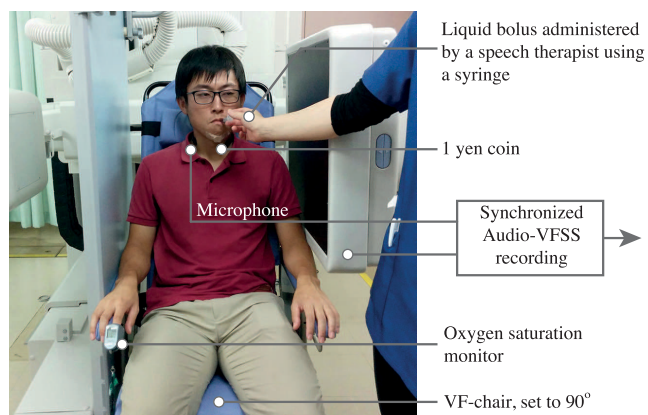 Liquid bolus administered
by a speech therapist using
a syringe
1 yen coin
Microphone
Synchronized
Audio-VFSS
recording
Oxygen saturation
monitor
VF-chair, set to 90°